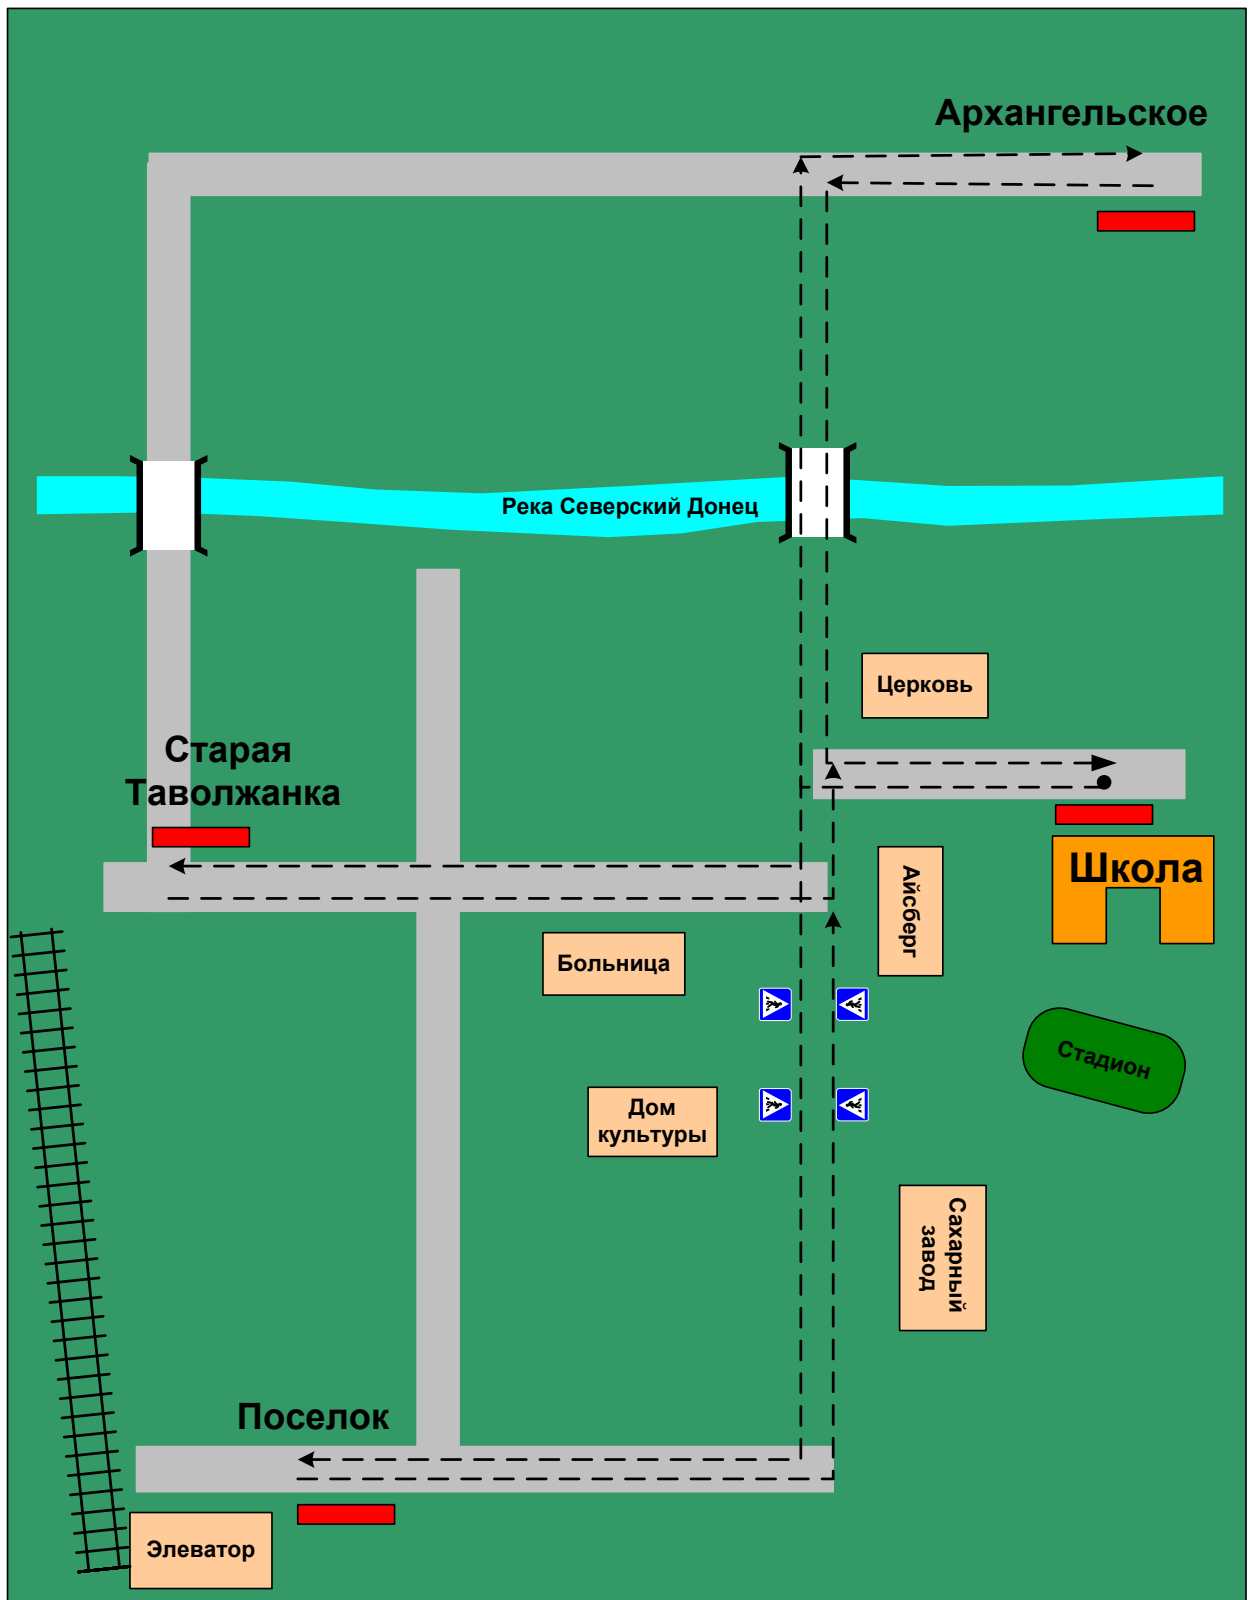 Архангельское
Река Северский Донец
Церковь
Старая
Таволжанка
Айсберг
Школа
Больница
Стадион
Дом
культуры
Сахарный
завод
Поселок
Элеватор